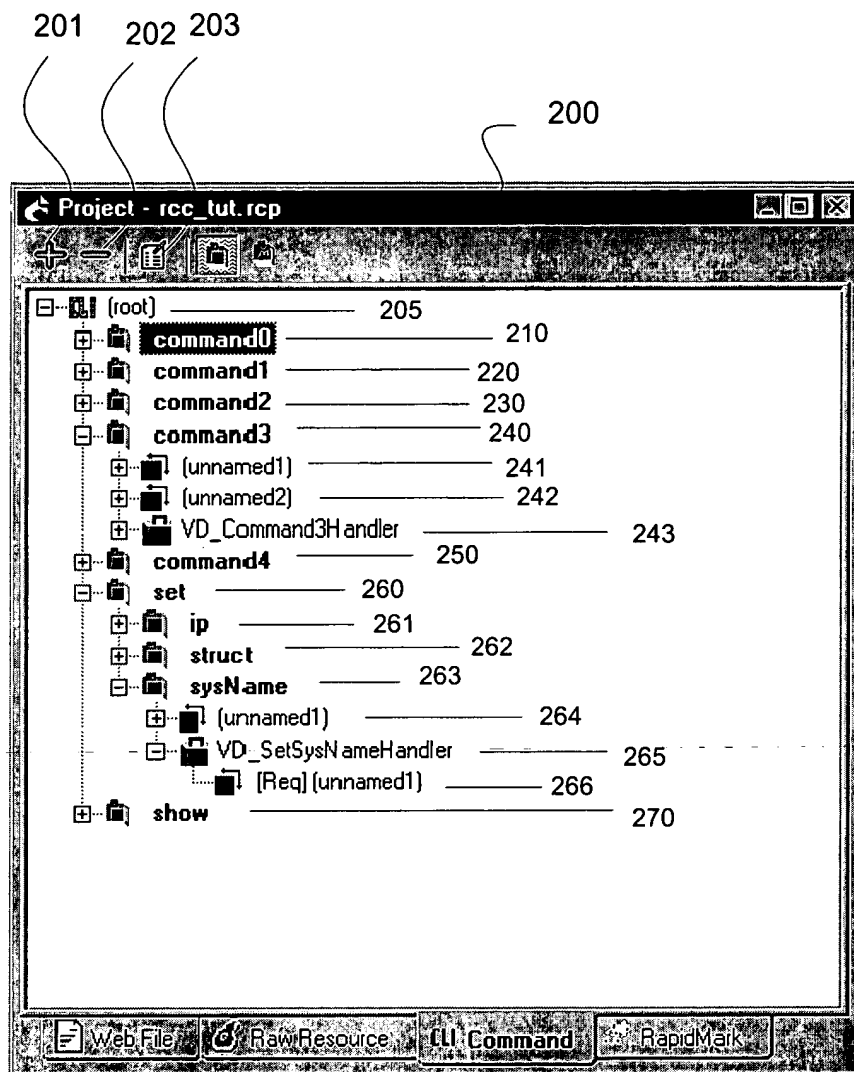 201 202 203
200
Project - rcc_tut.rcp
(root) 205
command0 210
command1 220
command2 230
command3 240
(unnamed1) 241
(unnamed2) 242
VD_Command3Handler 243
command4 250
set 260
ip 261
struct 262
sysName 263
(unnamed1) 264
VD_SetSysNameHandler 265
[Req] (unnamed1) 266
show 270
Web File Raw Resource CLI Command RapidMark